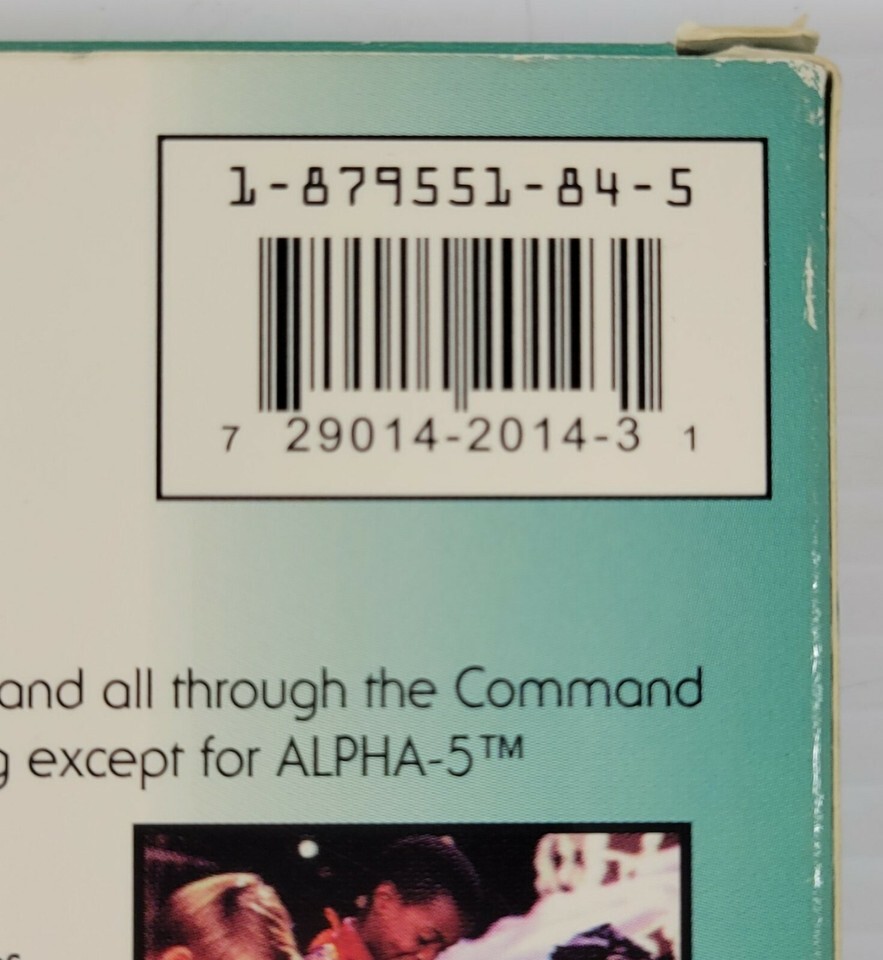 1-879551-84-5
7 29014-2014-3 1
and all through the Command
except for ALPHA-5™